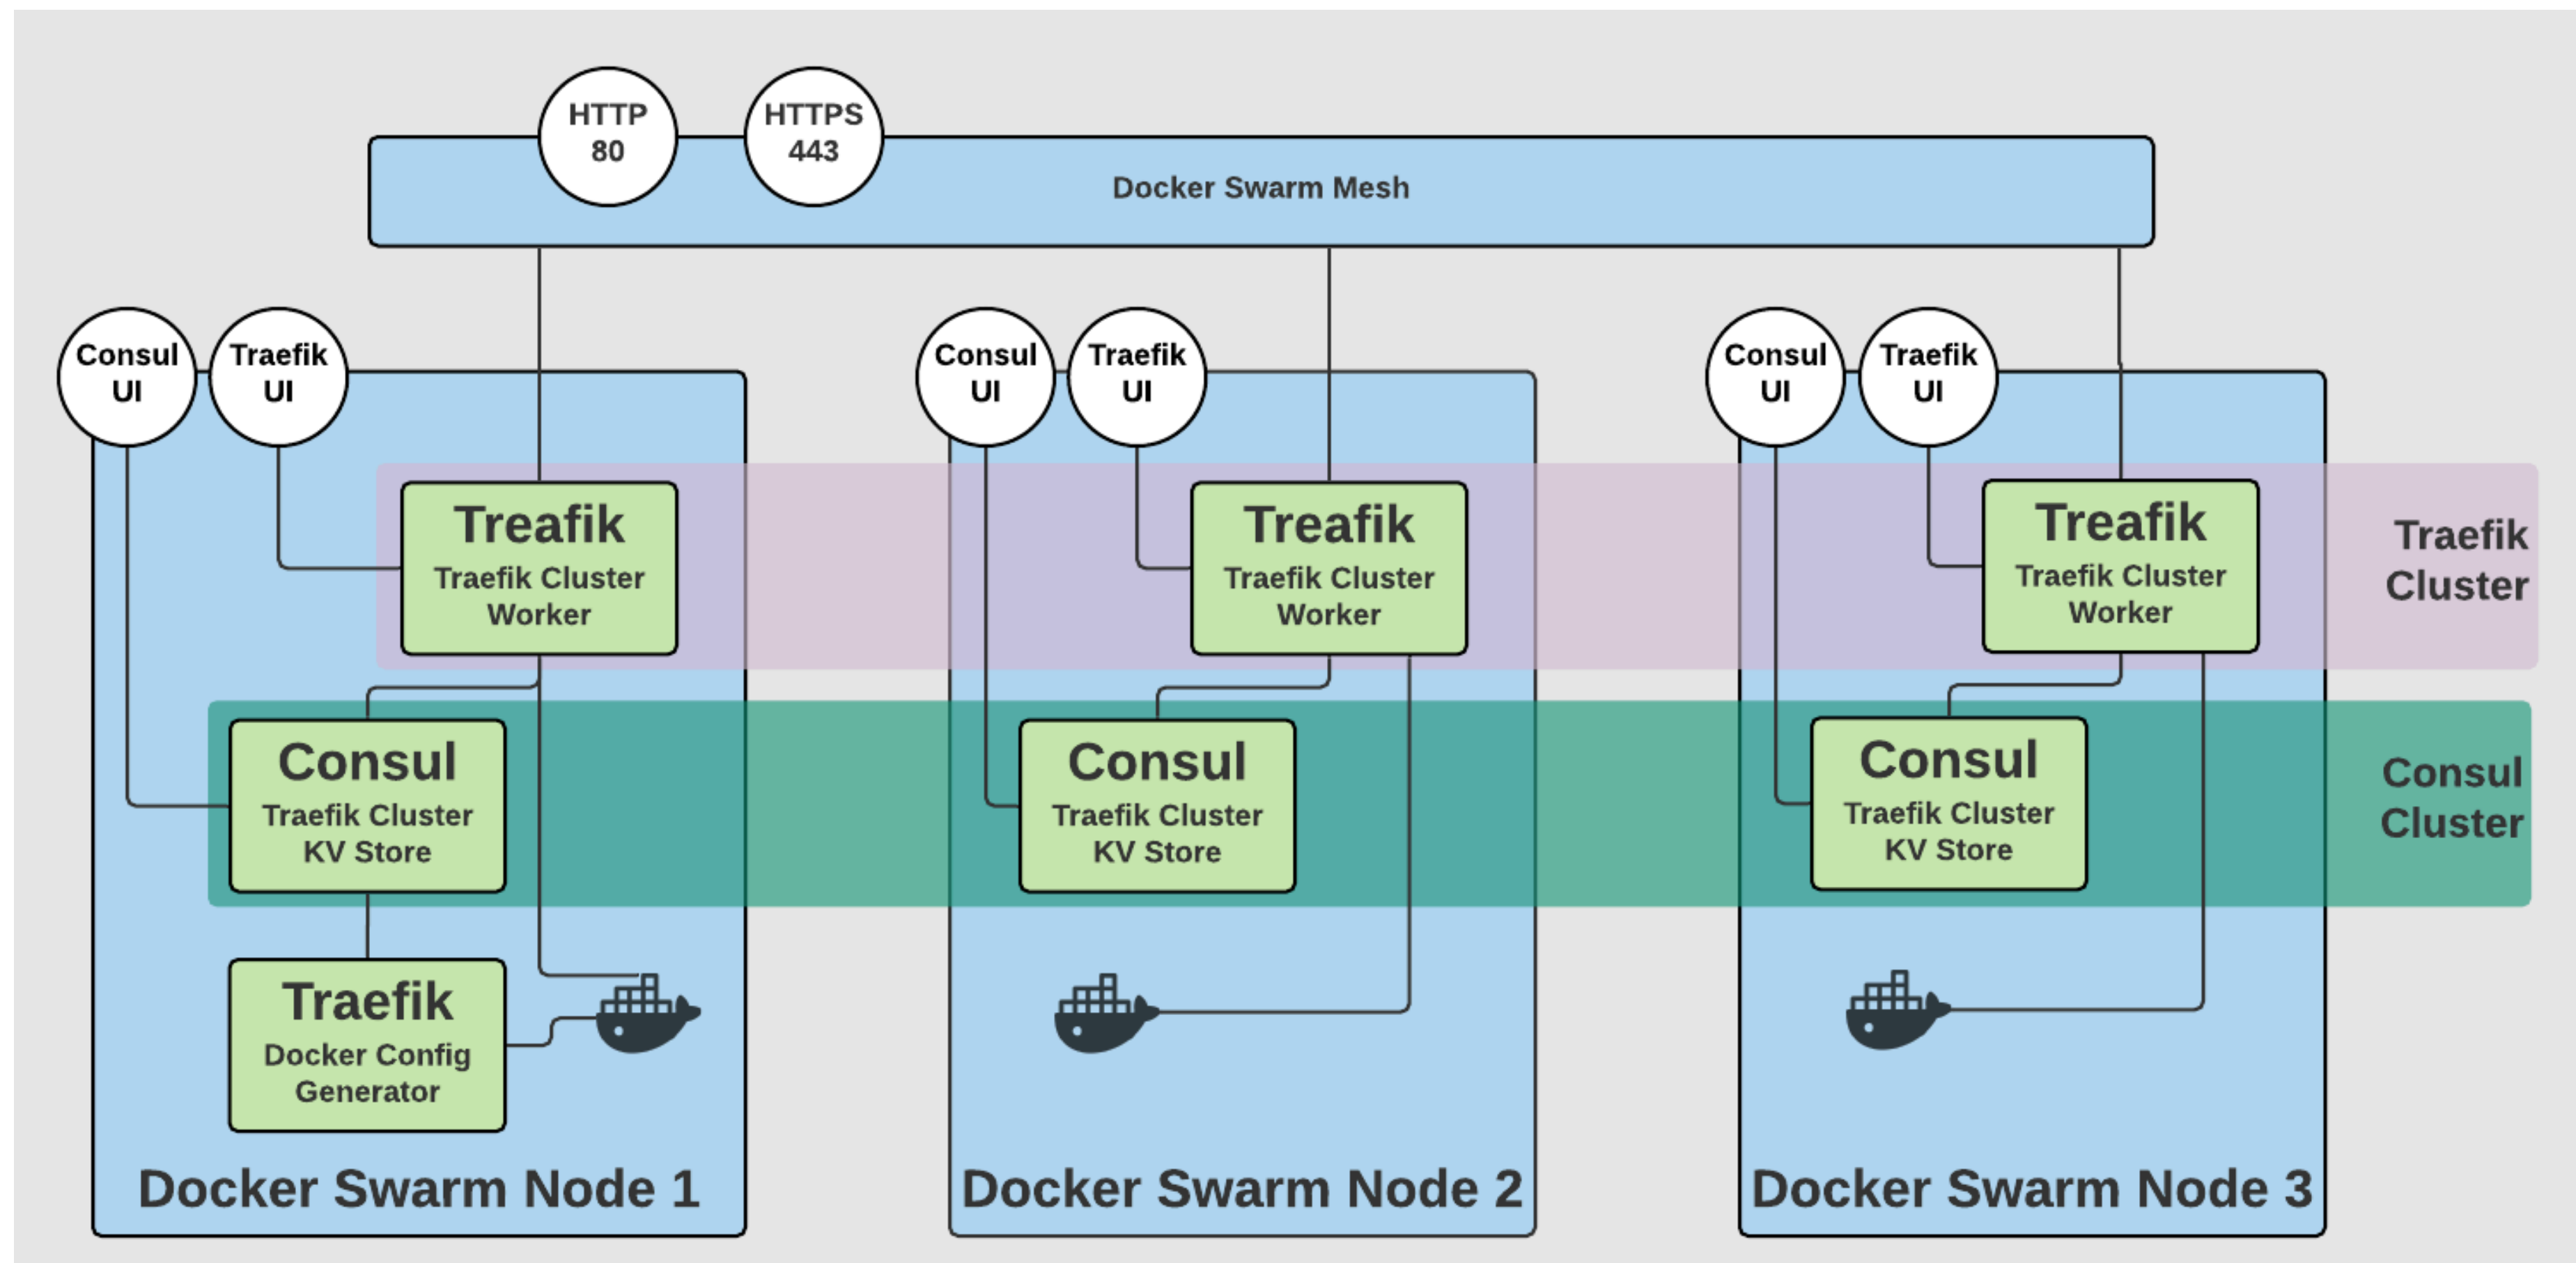 HTTP
80
HTTPS
443
Docker Swarm Mesh
Consul
UI
Traefik
UI
Consul
UI
Traefik
UI
Consul
UI
Traefik
UI
Treafik
Traefik Cluster
Worker
Treafik
Traefik Cluster
Worker
Treafik
Traefik Cluster
Worker
Traefik
Cluster
Consul
Traefik Cluster
KV Store
Consul
Traefik Cluster
KV Store
Consul
Traefik Cluster
KV Store
Consul
Cluster
Traefik
Docker Config
Generator
Docker Swarm Node 1
Docker Swarm Node 2
Docker Swarm Node 3